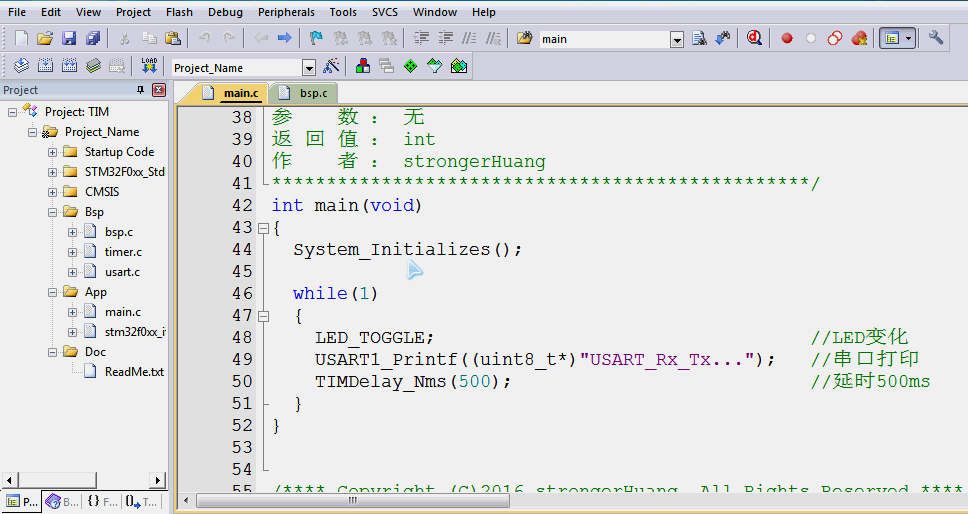 File Edit View Project Flash Debug Peripherals Tools SVCS Window Help
main
LOAD Project_Name
Project
main.c bsp.c
Project: TIM
Project_Name
Startup Code
STM32F0xx_Std
CMSIS
Bsp
bsp.c
timer.c
usart.c
App
main.c
stm32f0xx_i
Doc
ReadMe.txt
P... B... {} F... {}, T...
38 参 数 : 无
39 返 回 值 : int
40 作 者 : strongerHuang
41 **************************************************/
42 int main(void)
43 {
44 System_Initializes();
45
46 while(1)
47 {
48 LED_TOGGLE; //LED变化
49 USART1_Printf((uint8_t*)"USART_Rx_Tx..."); //串口打印
50 TIMDelay_Nms(500); //延时500ms
51 }
52 }
53
54
55 /**** Copyright (C)2016 strongerHuang. All Rights Reserved ****